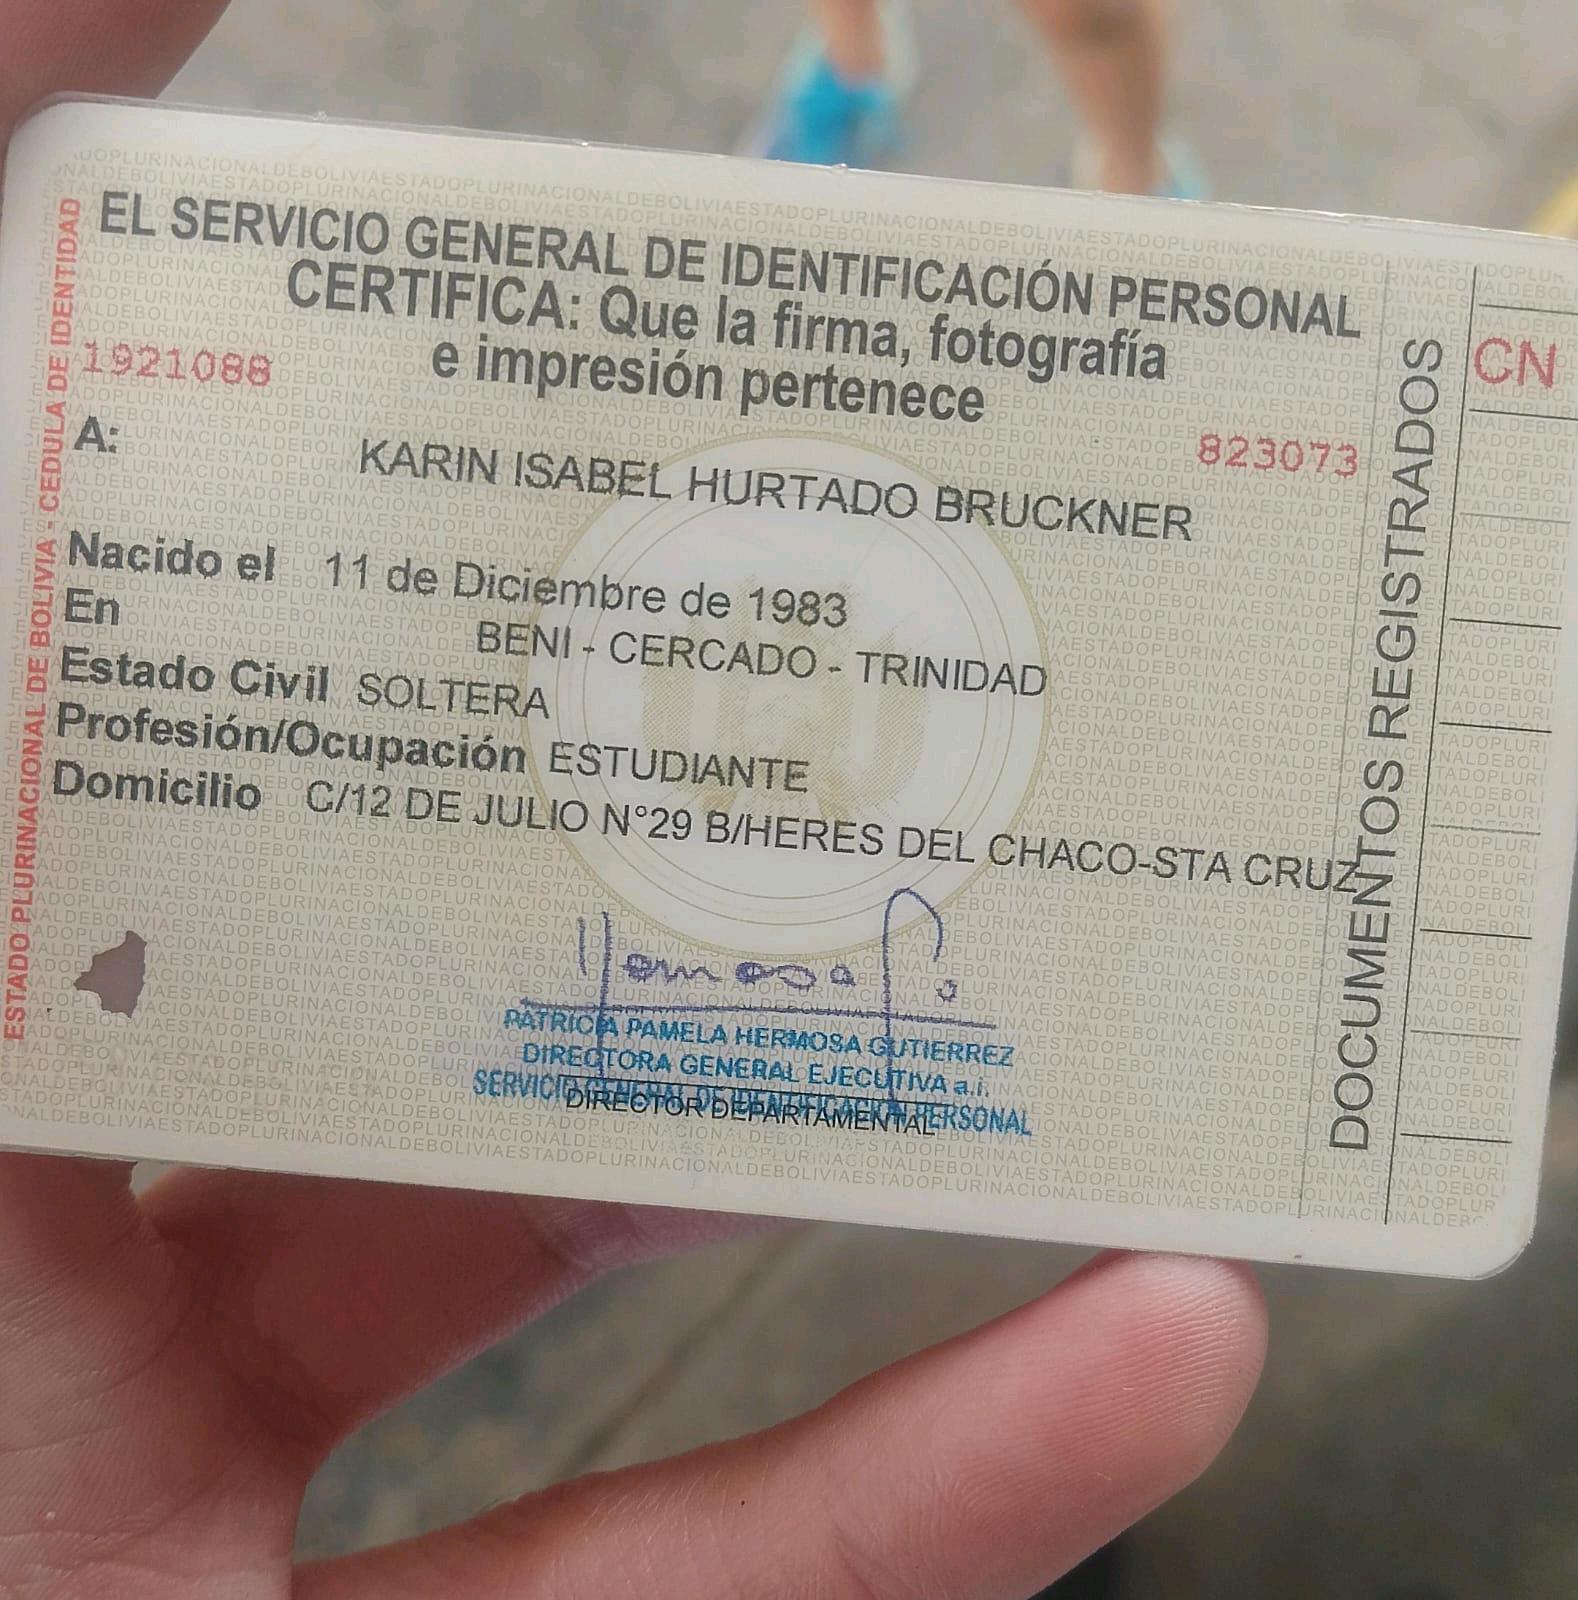 EL SERVICIO GENERAL DE IDENTIFICACIÓN PERSONAL
CERTIFICA: Que la firma, fotografía
e impresión pertenece
1921088
823073
A: KARIN ISABEL HURTADO BRUCKNER
Nacido el 11 de Diciembre de 1983
En BENI - CERCADO - TRINIDAD
Estado Civil SOLTERA
Profesión/Ocupación ESTUDIANTE
Domicilio C/12 DE JULIO N°29 B/HERES DEL CHACO-STA CRUZ
PATRICIA PAMELA HERMOSA GUTIERREZ
DIRECTORA GENERAL EJECUTIVA a.i.
SERVICIO GENERAL DE IDENTIFICACIÓN PERSONAL
DIRECTOR DEPARTAMENTAL
ESTADO PLURINACIONAL DE BOLIVIA - CEDULA DE IDENTIDAD
DOCUMENTOS REGISTRADOS
CN